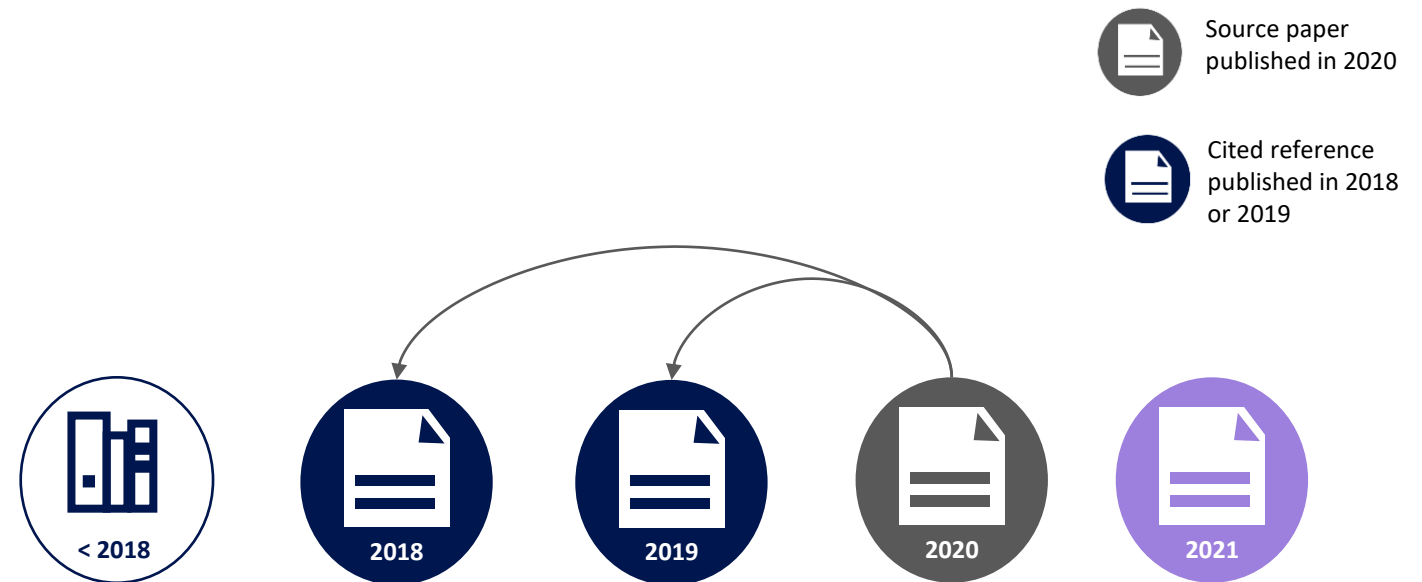 Source paper
published in 2020
Cited reference
published in 2018
or 2019
< 2018
2018
2019
2020
2021